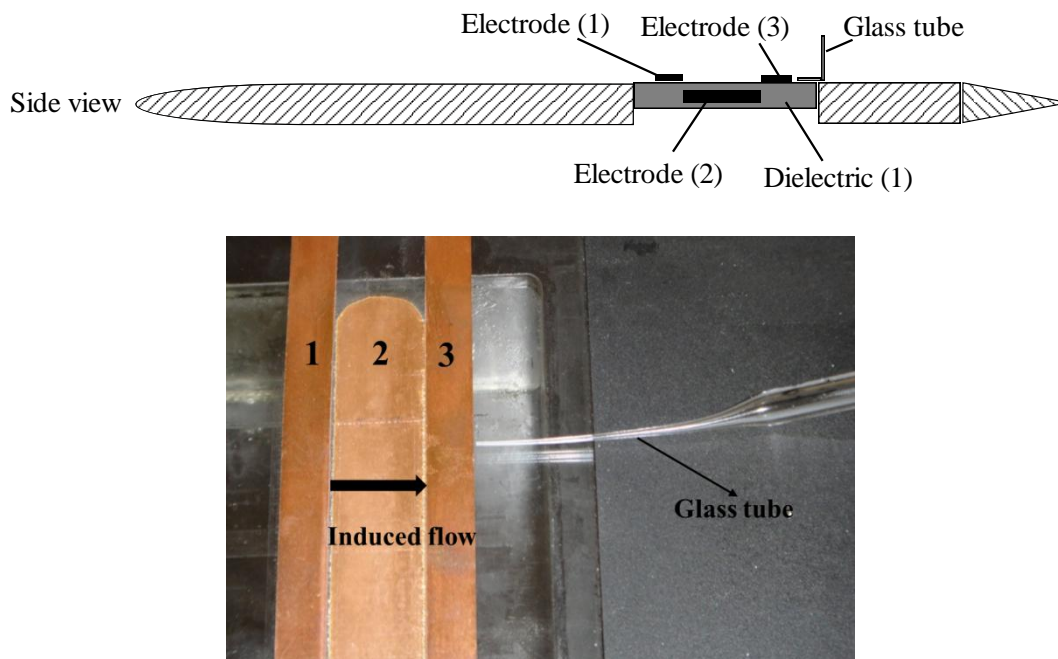 Electrode (1)
Electrode (3)
Glass tube
Side view
Electrode (2)
Dielectric (1)
1
2
3
Induced flow
Glass tube